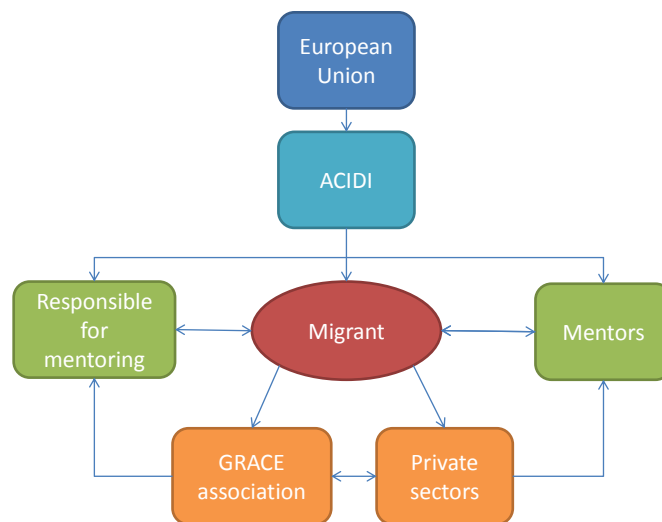 European
Union
ACIDI
Responsible
for
mentoring
Migrant
Mentors
GRACE
association
Private
sectors